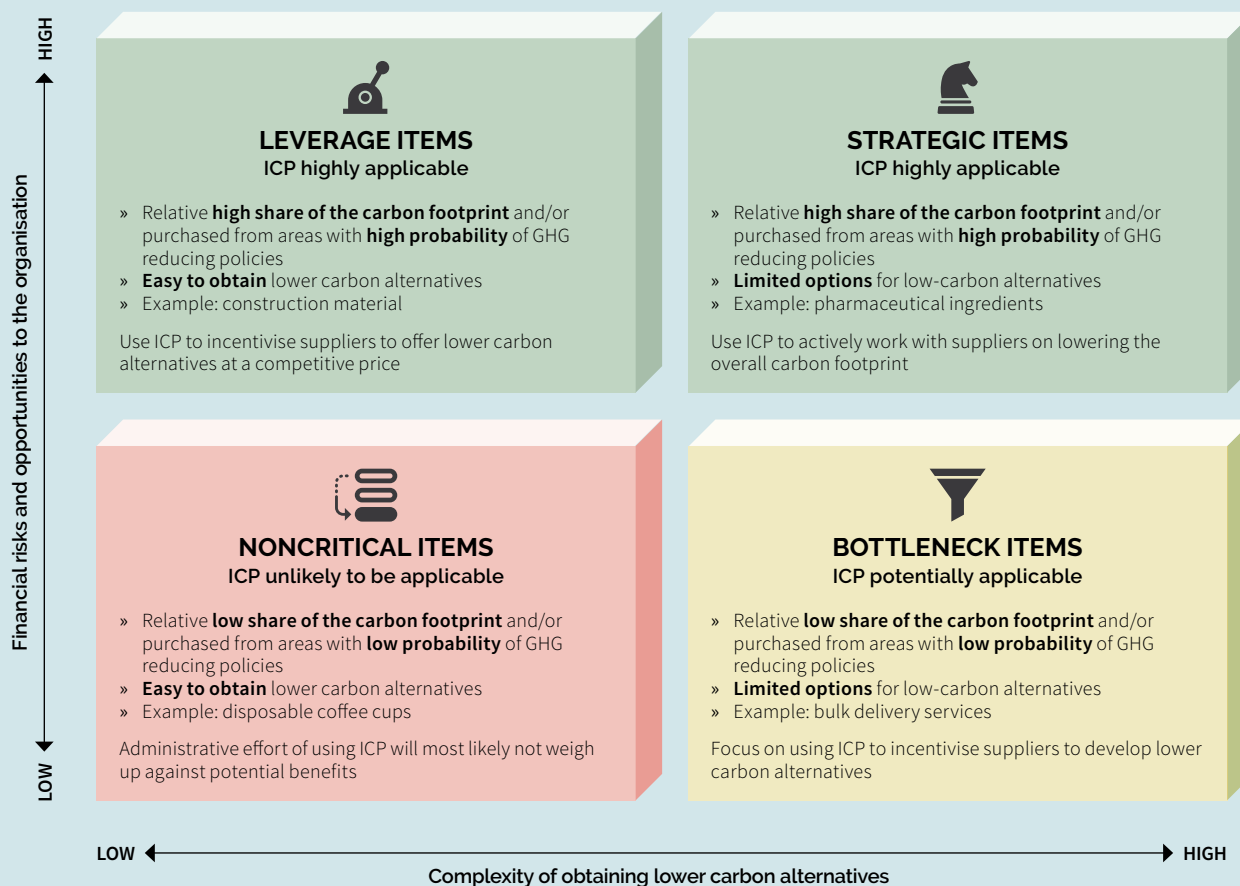 HIGH
Financial risks and opportunities to the organisation
LOW
LEVERAGE ITEMS
ICP highly applicable
» Relative high share of the carbon footprint and/or
purchased from areas with high probability of GHG
reducing policies
» Easy to obtain lower carbon alternatives
» Example: construction material
Use ICP to incentivise suppliers to offer lower carbon
alternatives at a competitive price
STRATEGIC ITEMS
ICP highly applicable
» Relative high share of the carbon footprint and/or
purchased from areas with high probability of GHG
reducing policies
» Limited options for low-carbon alternatives
» Example: pharmaceutical ingredients
Use ICP to actively work with suppliers on lowering the
overall carbon footprint
NONCRITICAL ITEMS
ICP unlikely to be applicable
» Relative low share of the carbon footprint and/or
purchased from areas with low probability of GHG
reducing policies
» Easy to obtain lower carbon alternatives
» Example: disposable coffee cups
Administrative effort of using ICP will most likely not weigh
up against potential benefits
BOTTLENECK ITEMS
ICP potentially applicable
» Relative low share of the carbon footprint and/or
purchased from areas with low probability of GHG
reducing policies
» Limited options for low-carbon alternatives
» Example: bulk delivery services
Focus on using ICP to incentivise suppliers to develop lower
carbon alternatives
LOW
HIGH
Complexity of obtaining lower carbon alternatives